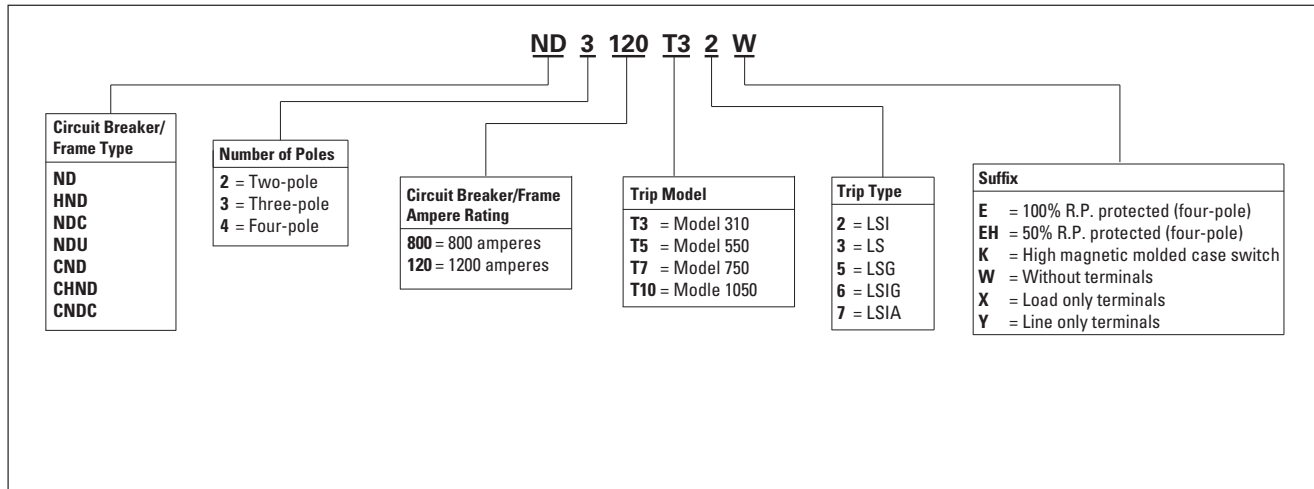 ND 3 120 T3 2 W
Circuit Breaker/
Frame Type
ND
HND
NDC
NDU
CND
CHND
CNDC
Number of Poles
2 = Two-pole
3 = Three-pole
4 = Four-pole
Circuit Breaker/Frame
Ampere Rating
800 = 800 amperes
120 = 1200 amperes
Trip Model
T3 = Model 310
T5 = Model 550
T7 = Model 750
T10 = Modle 1050
Trip Type
2 = LSI
3 = LS
5 = LSG
6 = LSIG
7 = LSIA
Suffix
E = 100% R.P. protected (four-pole)
EH = 50% R.P. protected (four-pole)
K = High magnetic molded case switch
W = Without terminals
X = Load only terminals
Y = Line only terminals